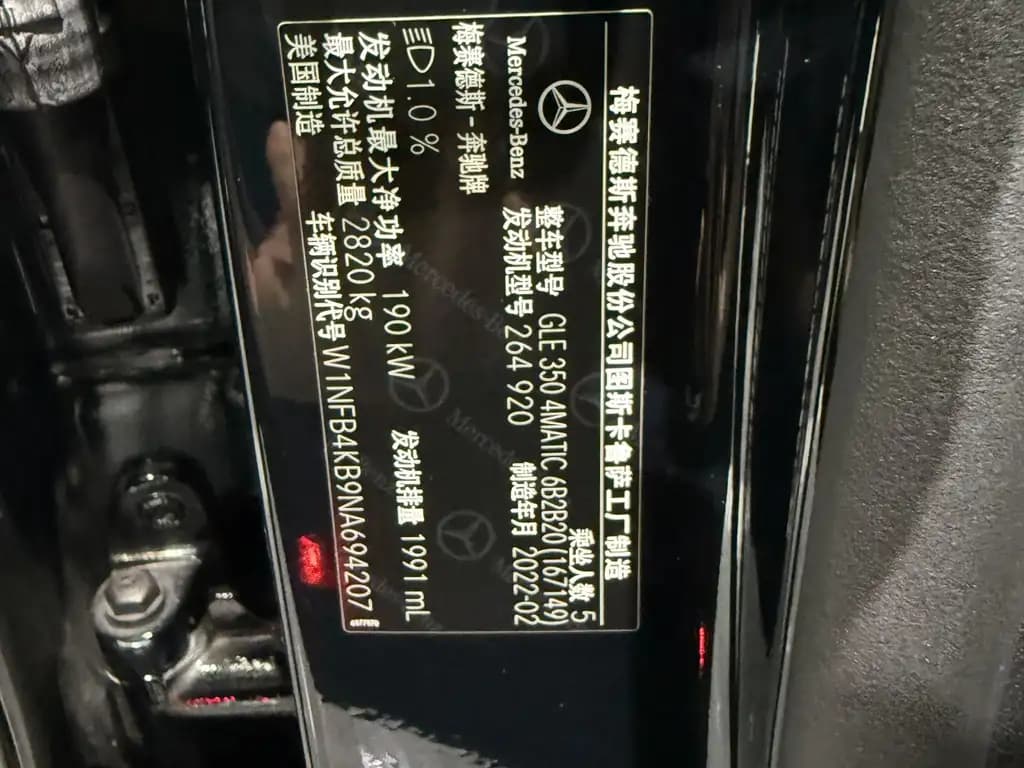 梅赛德斯奔驰股份公司图斯卡鲁萨工厂制造
乘坐人数 5
Mercedes-Benz
整车型号 GLE 350 4MATIC 6B2B20(167149)
发动机型号 264 920 制造年月 2022-02
梅赛德斯-奔驰牌
1.0 %
发动机最大净功率 190 kW 发动机排量 1991 mL
最大允许总质量 2820 kg
美国制造
车辆识别代号 W1NFB4KB9NA694207